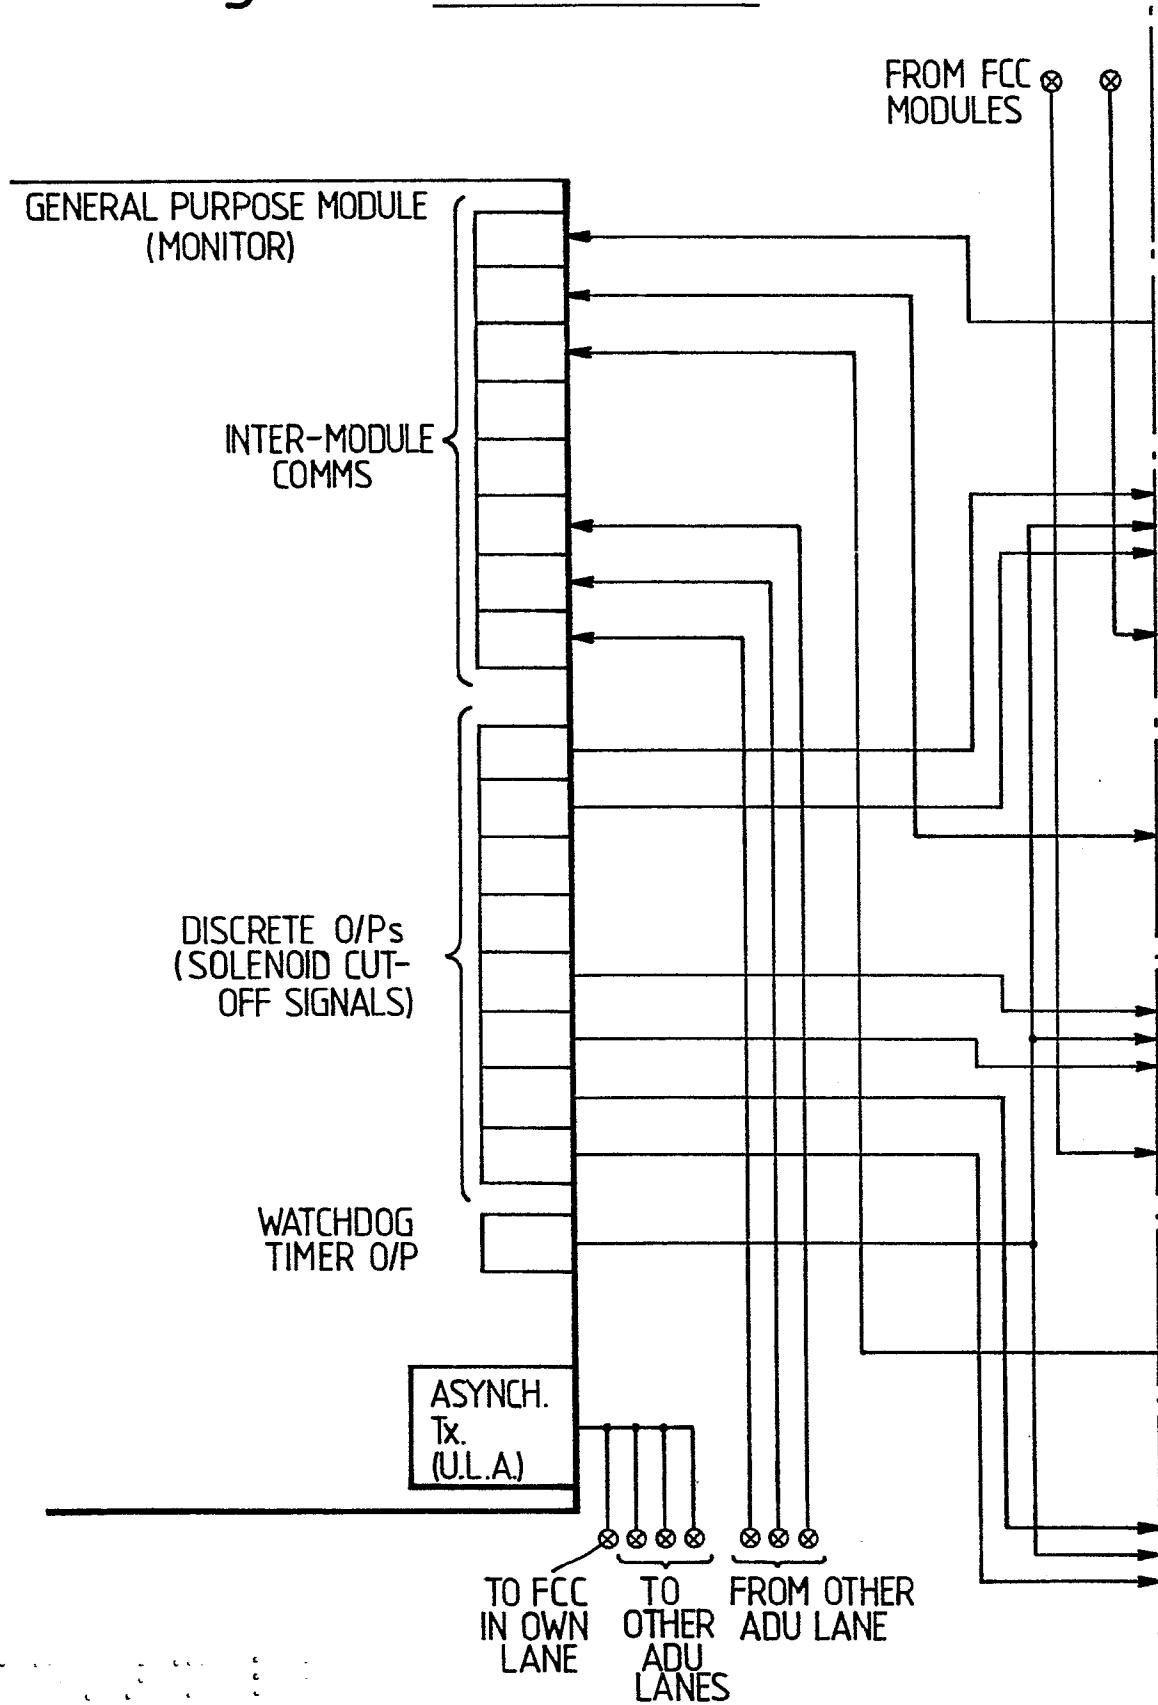 FROM FCC
MODULES
GENERAL PURPOSE MODULE
(MONITOR)
INTER-MODULE
COMMS
DISCRETE O/Ps
(SOLENOID CUT-
OFF SIGNALS)
WATCHDOG
TIMER O/P
ASYNCH.
Tx.
(U.L.A.)
TO FCC
IN OWN
LANE
TO
OTHER
ADU
LANES
FROM OTHER
ADU LANE